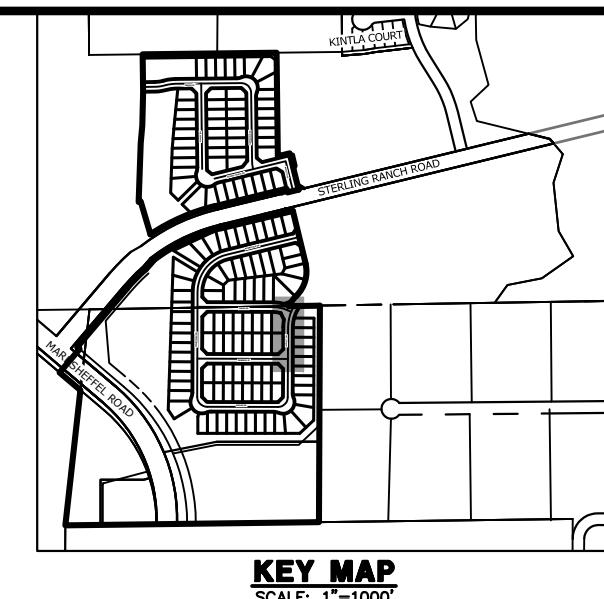 KINTLA COURT
STERLING RANCH ROAD
MARKSHEFFEL ROAD
KEY MAP
SCALE: 1"=1000'